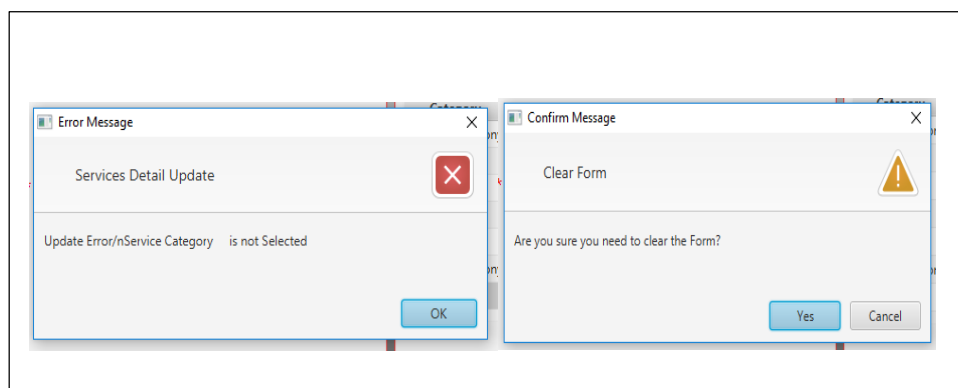 Error Message
Services Detail Update
Update Error/nService Category is not Selected
OK
Confirm Message
Clear Form
Are you sure you need to clear the Form?
Yes
Cancel